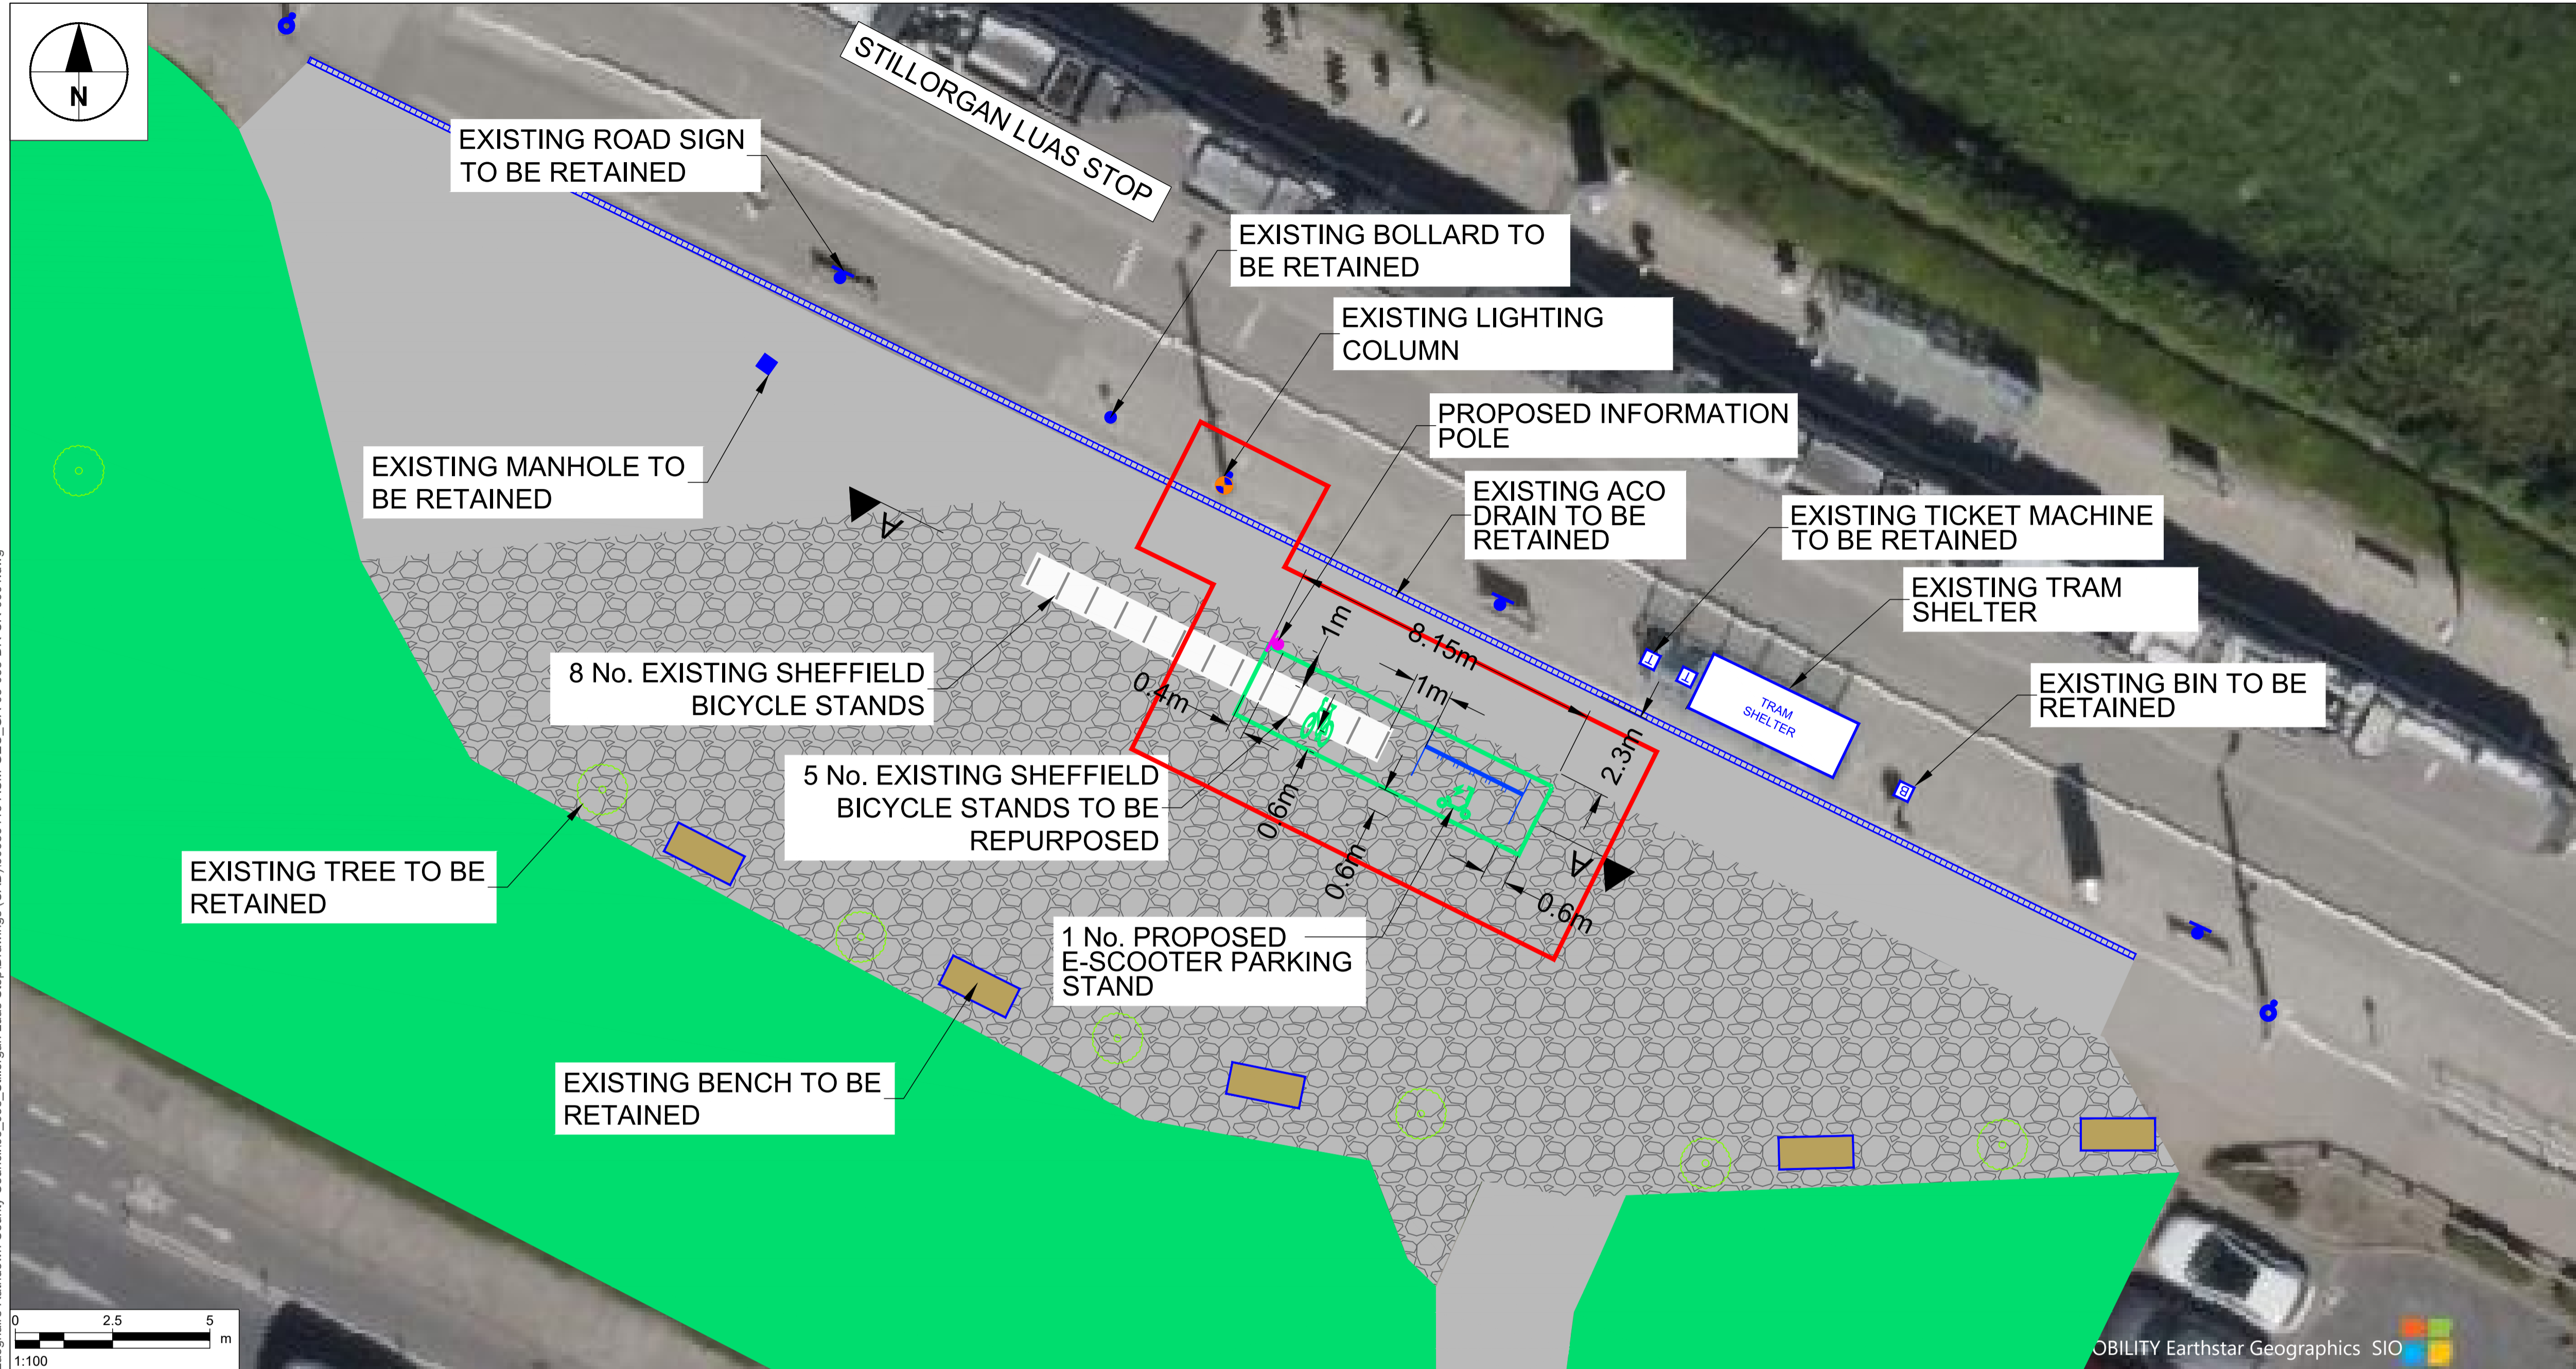 N
STILLORGAN LUAS STOP
EXISTING ROAD SIGN
TO BE RETAINED
EXISTING BOLLARD TO
BE RETAINED
EXISTING LIGHTING
COLUMN
PROPOSED INFORMATION
POLE
EXISTING MANHOLE TO
BE RETAINED
EXISTING ACO
DRAIN TO BE
RETAINED
EXISTING TICKET MACHINE
TO BE RETAINED
EXISTING TRAM
SHELTER
A
1m
8.15m
1m
0.4m
2.3m
T
T
TRAM
SHELTER
EXISTING BIN TO BE
RETAINED
B
8 No. EXISTING SHEFFIELD
BICYCLE STANDS
5 No. EXISTING SHEFFIELD
BICYCLE STANDS TO BE
REPURPOSED
0.6m
0.6m
0.6m
A
EXISTING TREE TO BE
RETAINED
1 No. PROPOSED
E-SCOOTER PARKING
STAND
EXISTING BENCH TO BE
RETAINED
0 2.5 5
m
1:100
OBILITY Earthstar Geographics SIO